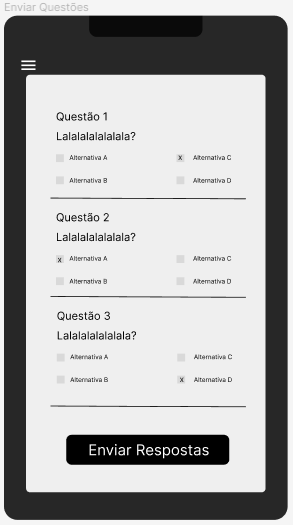 Enviar Questões
Questão 1
Lalalalalalalala?
Alternativa A
x Alternativa C
Alternativa B
Alternativa D
Questão 2
Lalalalalalalala?
x Alternativa A
Alternativa C
Alternativa B
Alternativa D
Questão 3
Lalalalalalalala?
Alternativa A
Alternativa C
Alternativa B
x Alternativa D
Enviar Respostas